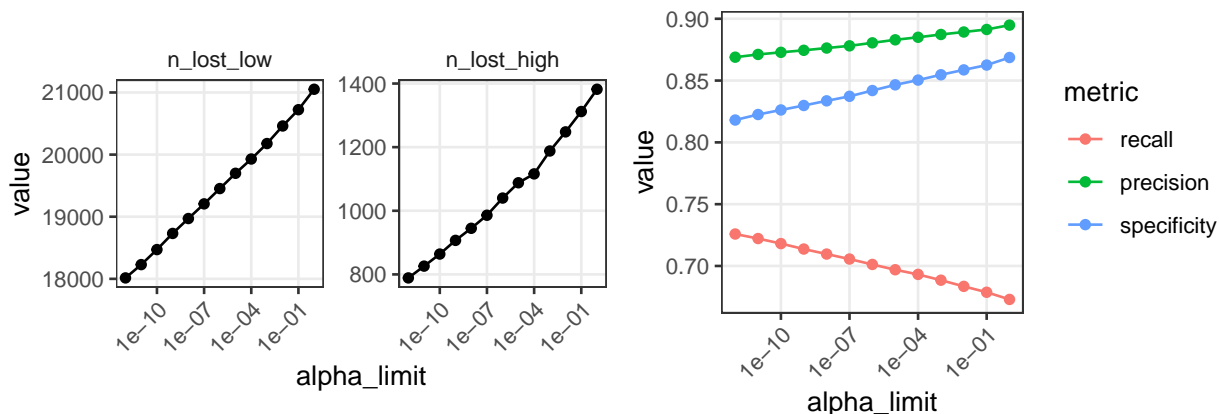 n_lost_low
n_lost_high
value
21000
20000
19000
18000
1400
1200
1000
800
1e−10
1e−07
1e−04
1e−01
1e−10
1e−07
1e−04
1e−01
alpha_limit
value
0.90
0.85
0.80
0.75
0.70
1e−10
1e−07
1e−04
1e−01
alpha_limit
metric
recall
precision
specificity